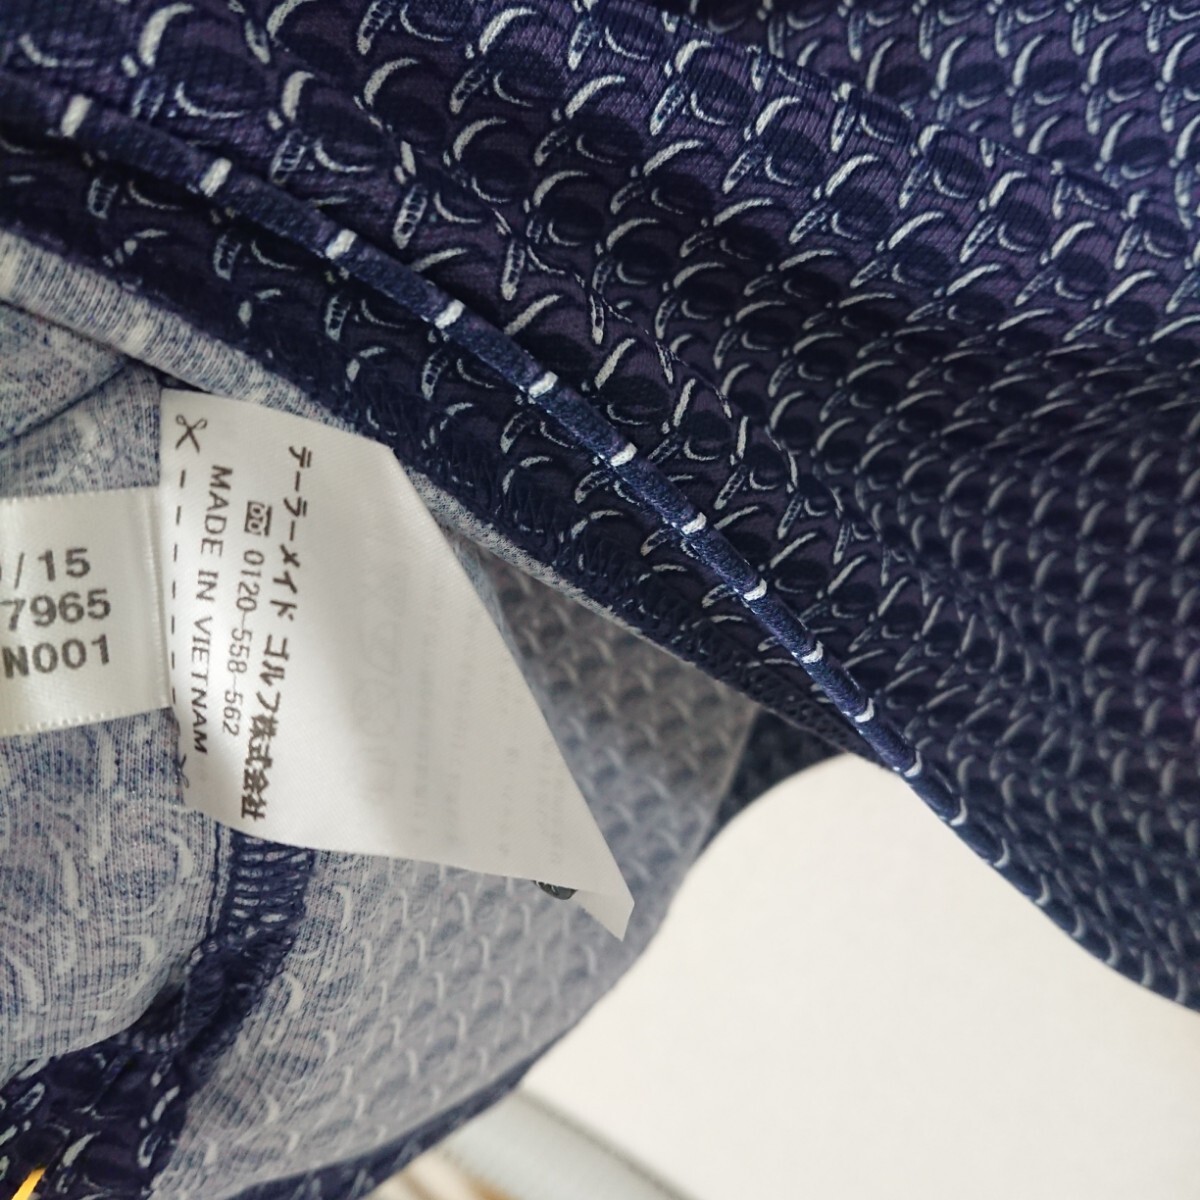 テーラーメイド ゴルフ株式会社
0120-558-562
MADE IN VIETNAM
/15
7965
N001